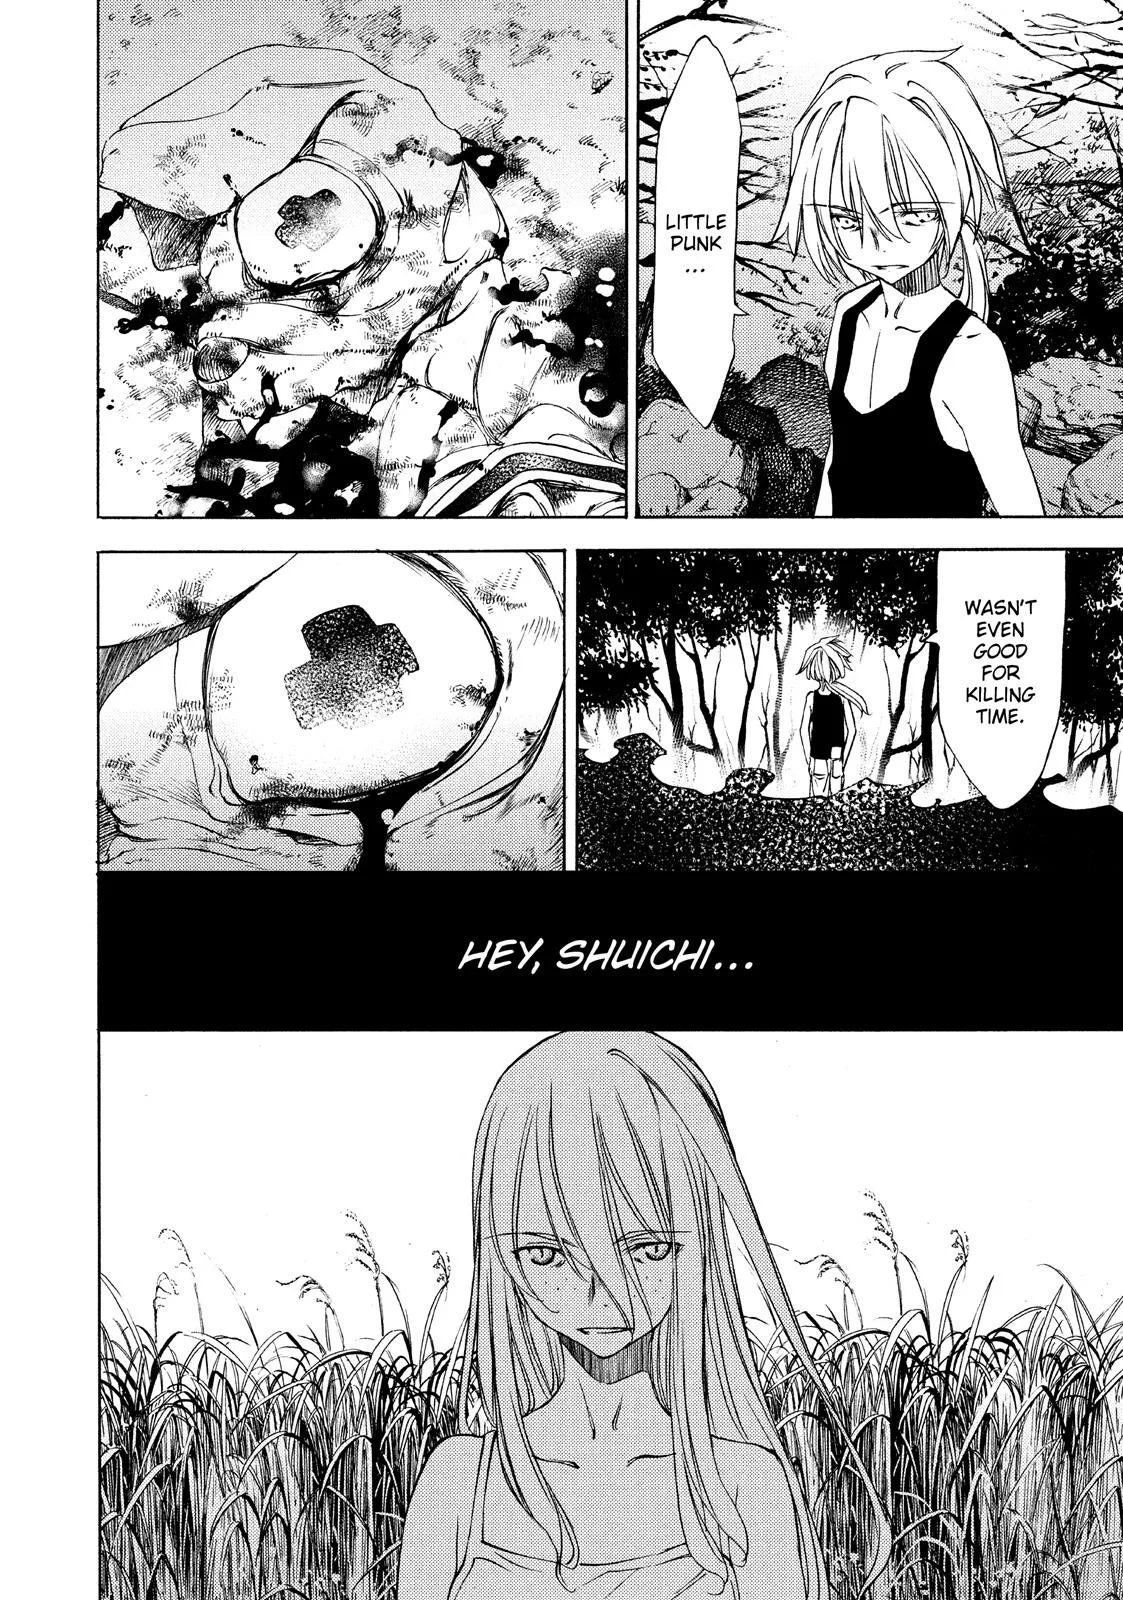 LITTLE
PUNK
...
WASN'T
EVEN
GOOD
FOR
KILLING
TIME.
HEY, SHUICHI...